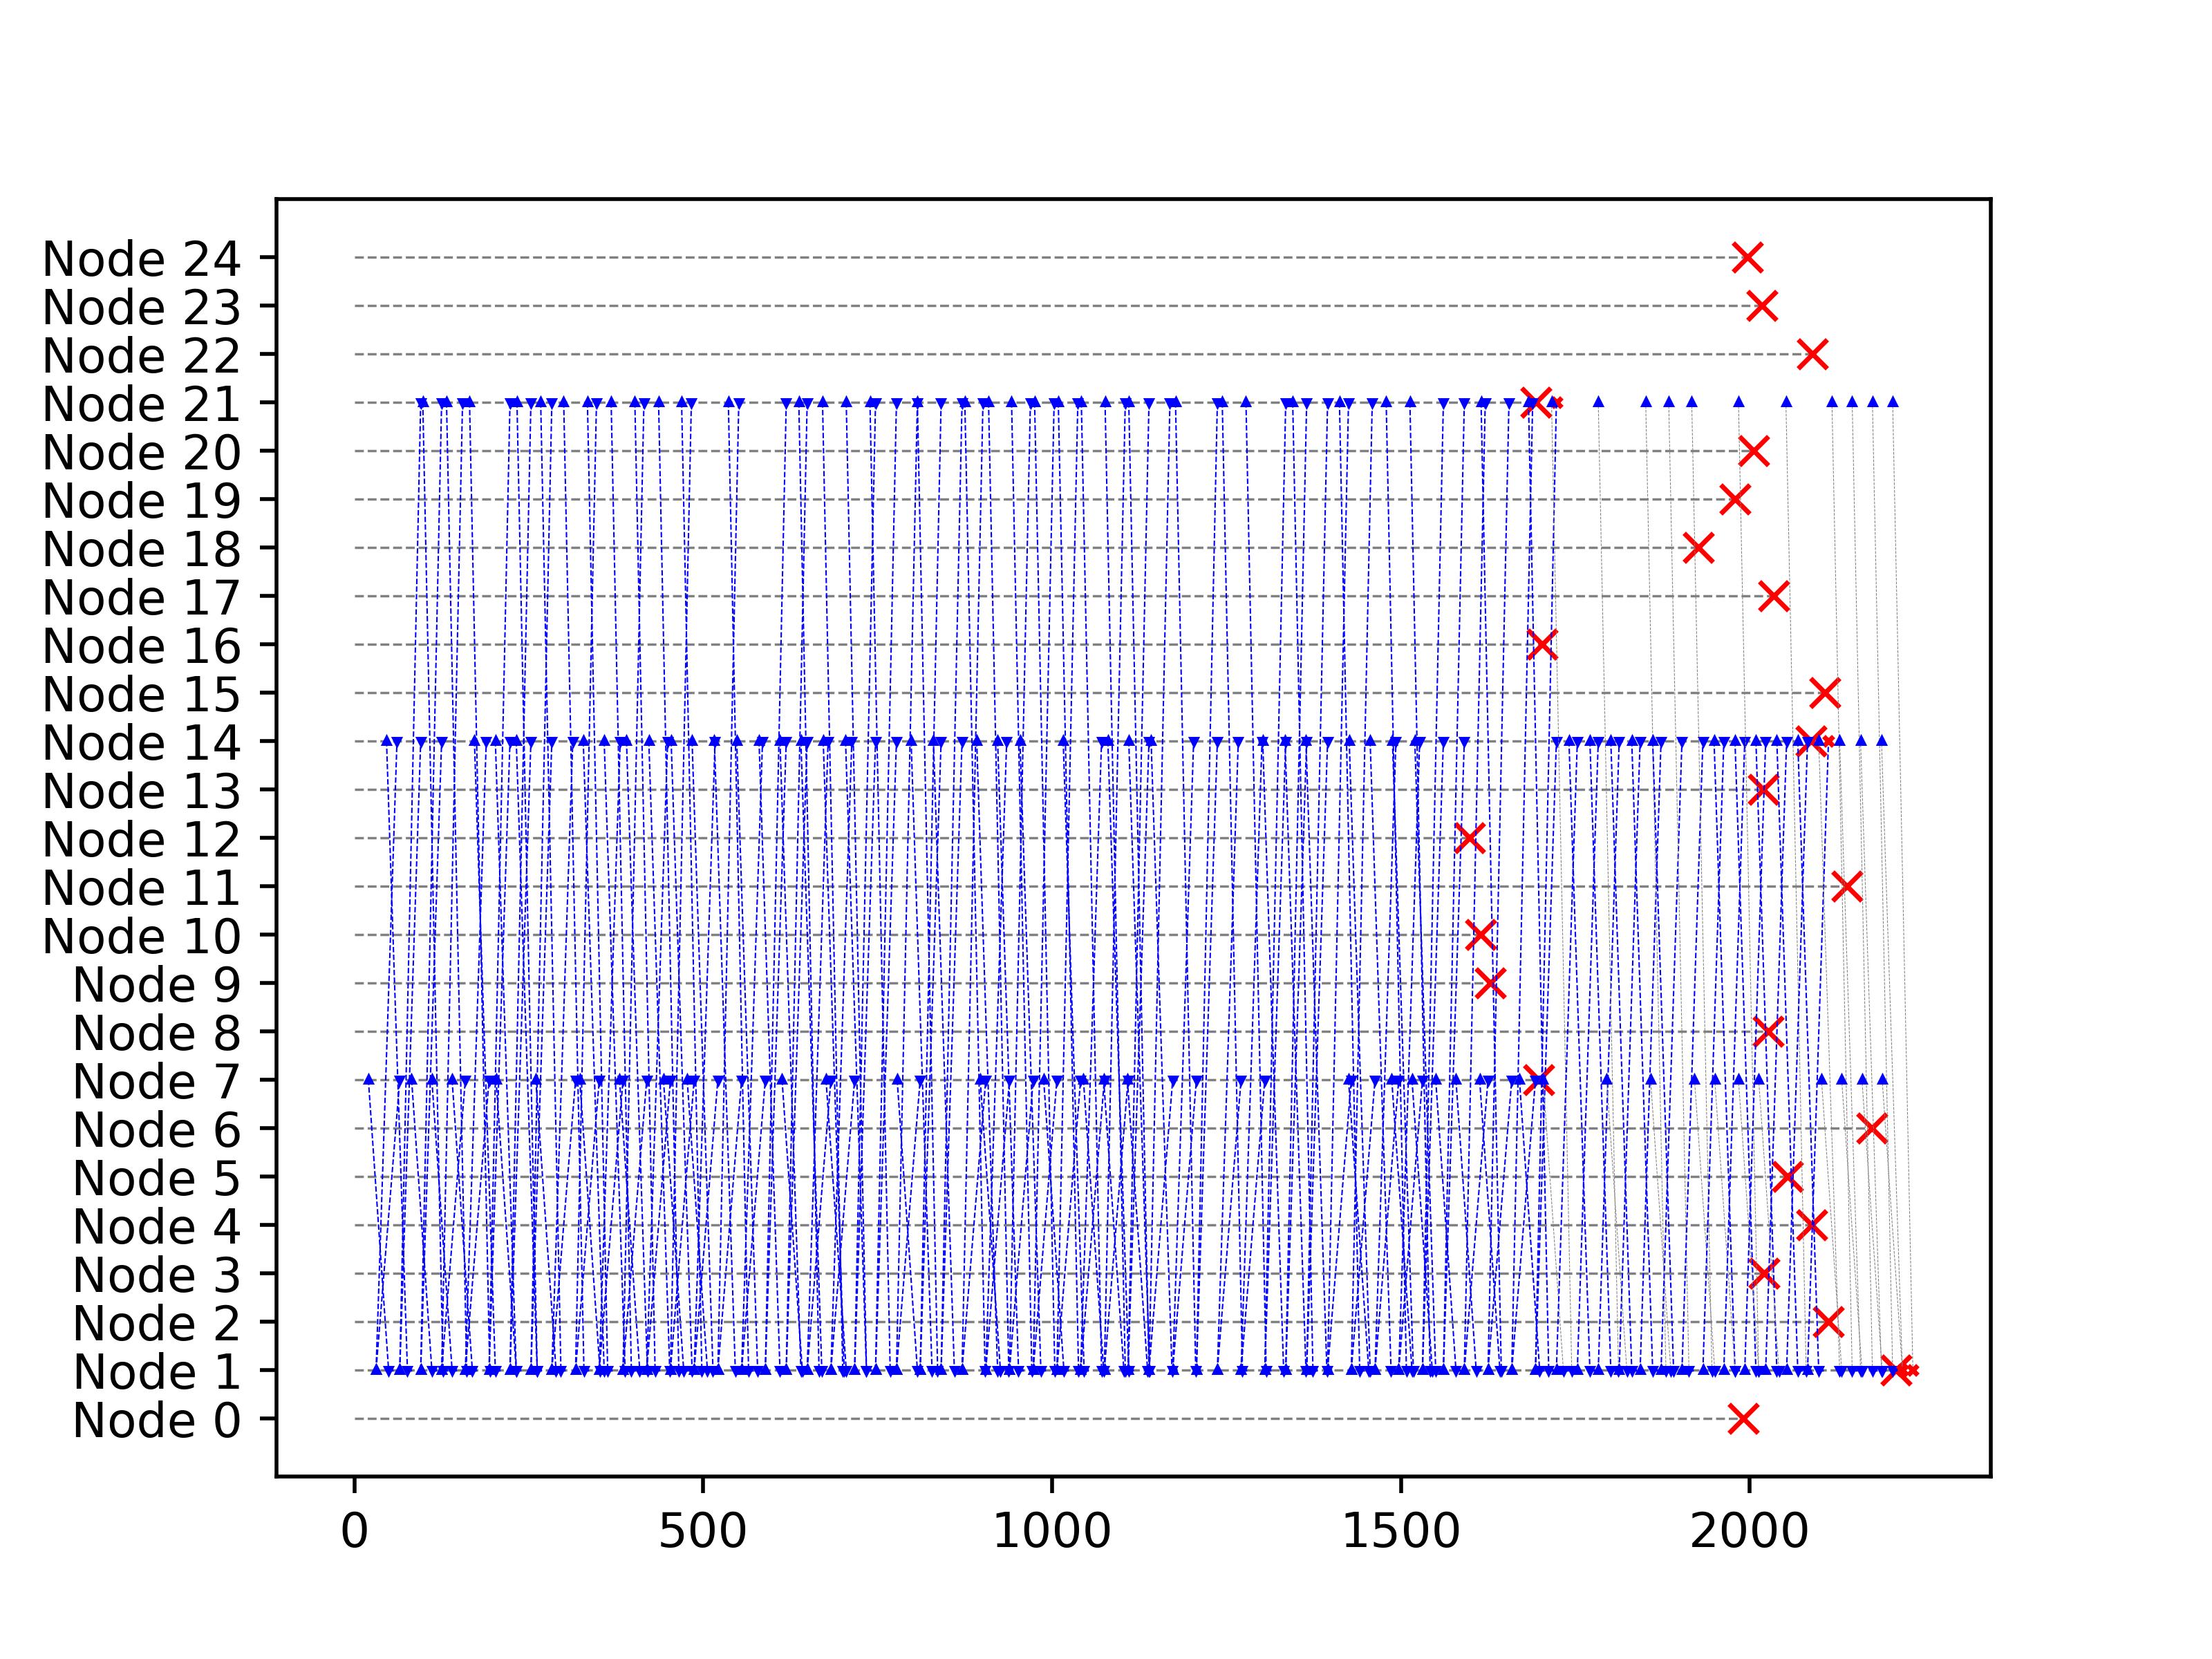 Node 24
Node 23
Node 22
Node 21
Node 20
Node 19
Node 18
Node 17
Node 16
Node 15
Node 14
Node 13
Node 12
Node 11
Node 10
Node 9
Node 8
Node 7
Node 6
Node 5
Node 4
Node 3
Node 2
Node 1
Node 0
0 500 1000 1500 2000